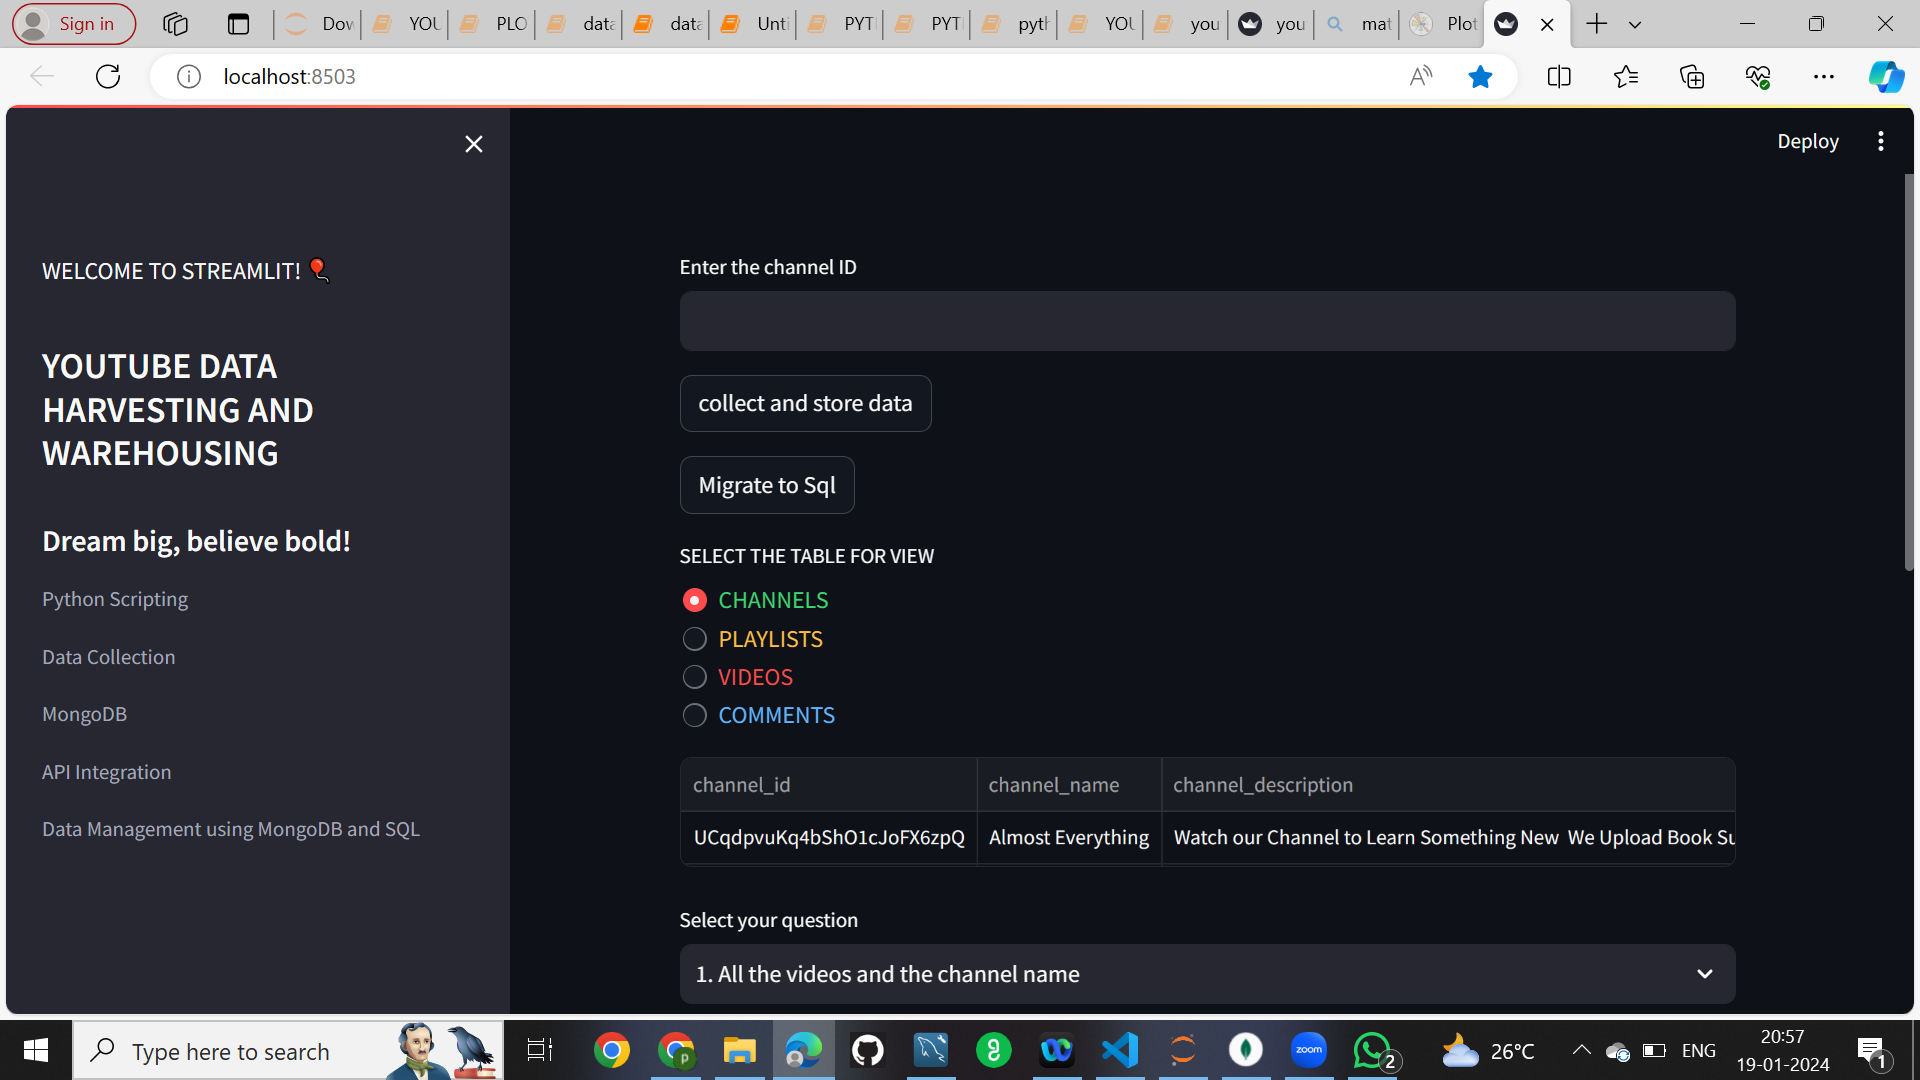 Sign in
Dow
YOU
PLO
data
data
Unti
PYT
PYT
pyth
YOU
you
you
mat
Plot
localhost:8503
Deploy
WELCOME TO STREAMLIT!
YOUTUBE DATA
HARVESTING AND
WAREHOUSING
Dream big, believe bold!
Python Scripting
Data Collection
MongoDB
API Integration
Data Management using MongoDB and SQL
Enter the channel ID
collect and store data
Migrate to Sql
SELECT THE TABLE FOR VIEW
CHANNELS
PLAYLISTS
VIDEOS
COMMENTS
channel_id channel_name channel_description
UCqdpvuKq4bShO1cJoFX6zpQ Almost Everything Watch our Channel to Learn Something New We Upload Book Su
Select your question
1. All the videos and the channel name
Type here to search
p
zoom
2
26°C
ENG
20:57
19-01-2024
1